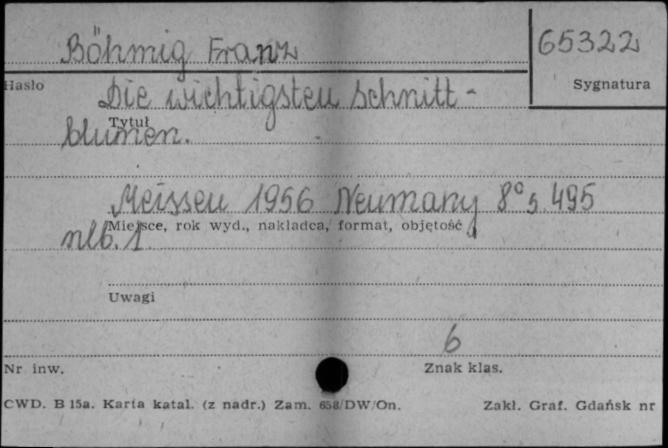 Böhmig Franz
65322
Hasło
Sygnatura
Die wichtigsten Schnitt-
Tytuł
blumen.
Meissen 1956 Neumann 8° s. 495
Miejsce, rok wyd., nakładca, format, objętość
nlb. 1
Uwagi
6
Nr inw.
Znak klas.
CWD. B 15a. Karta katal. (z nadr.) Zam. 658/DW/On.
Zakł. Graf. Gdańsk nr